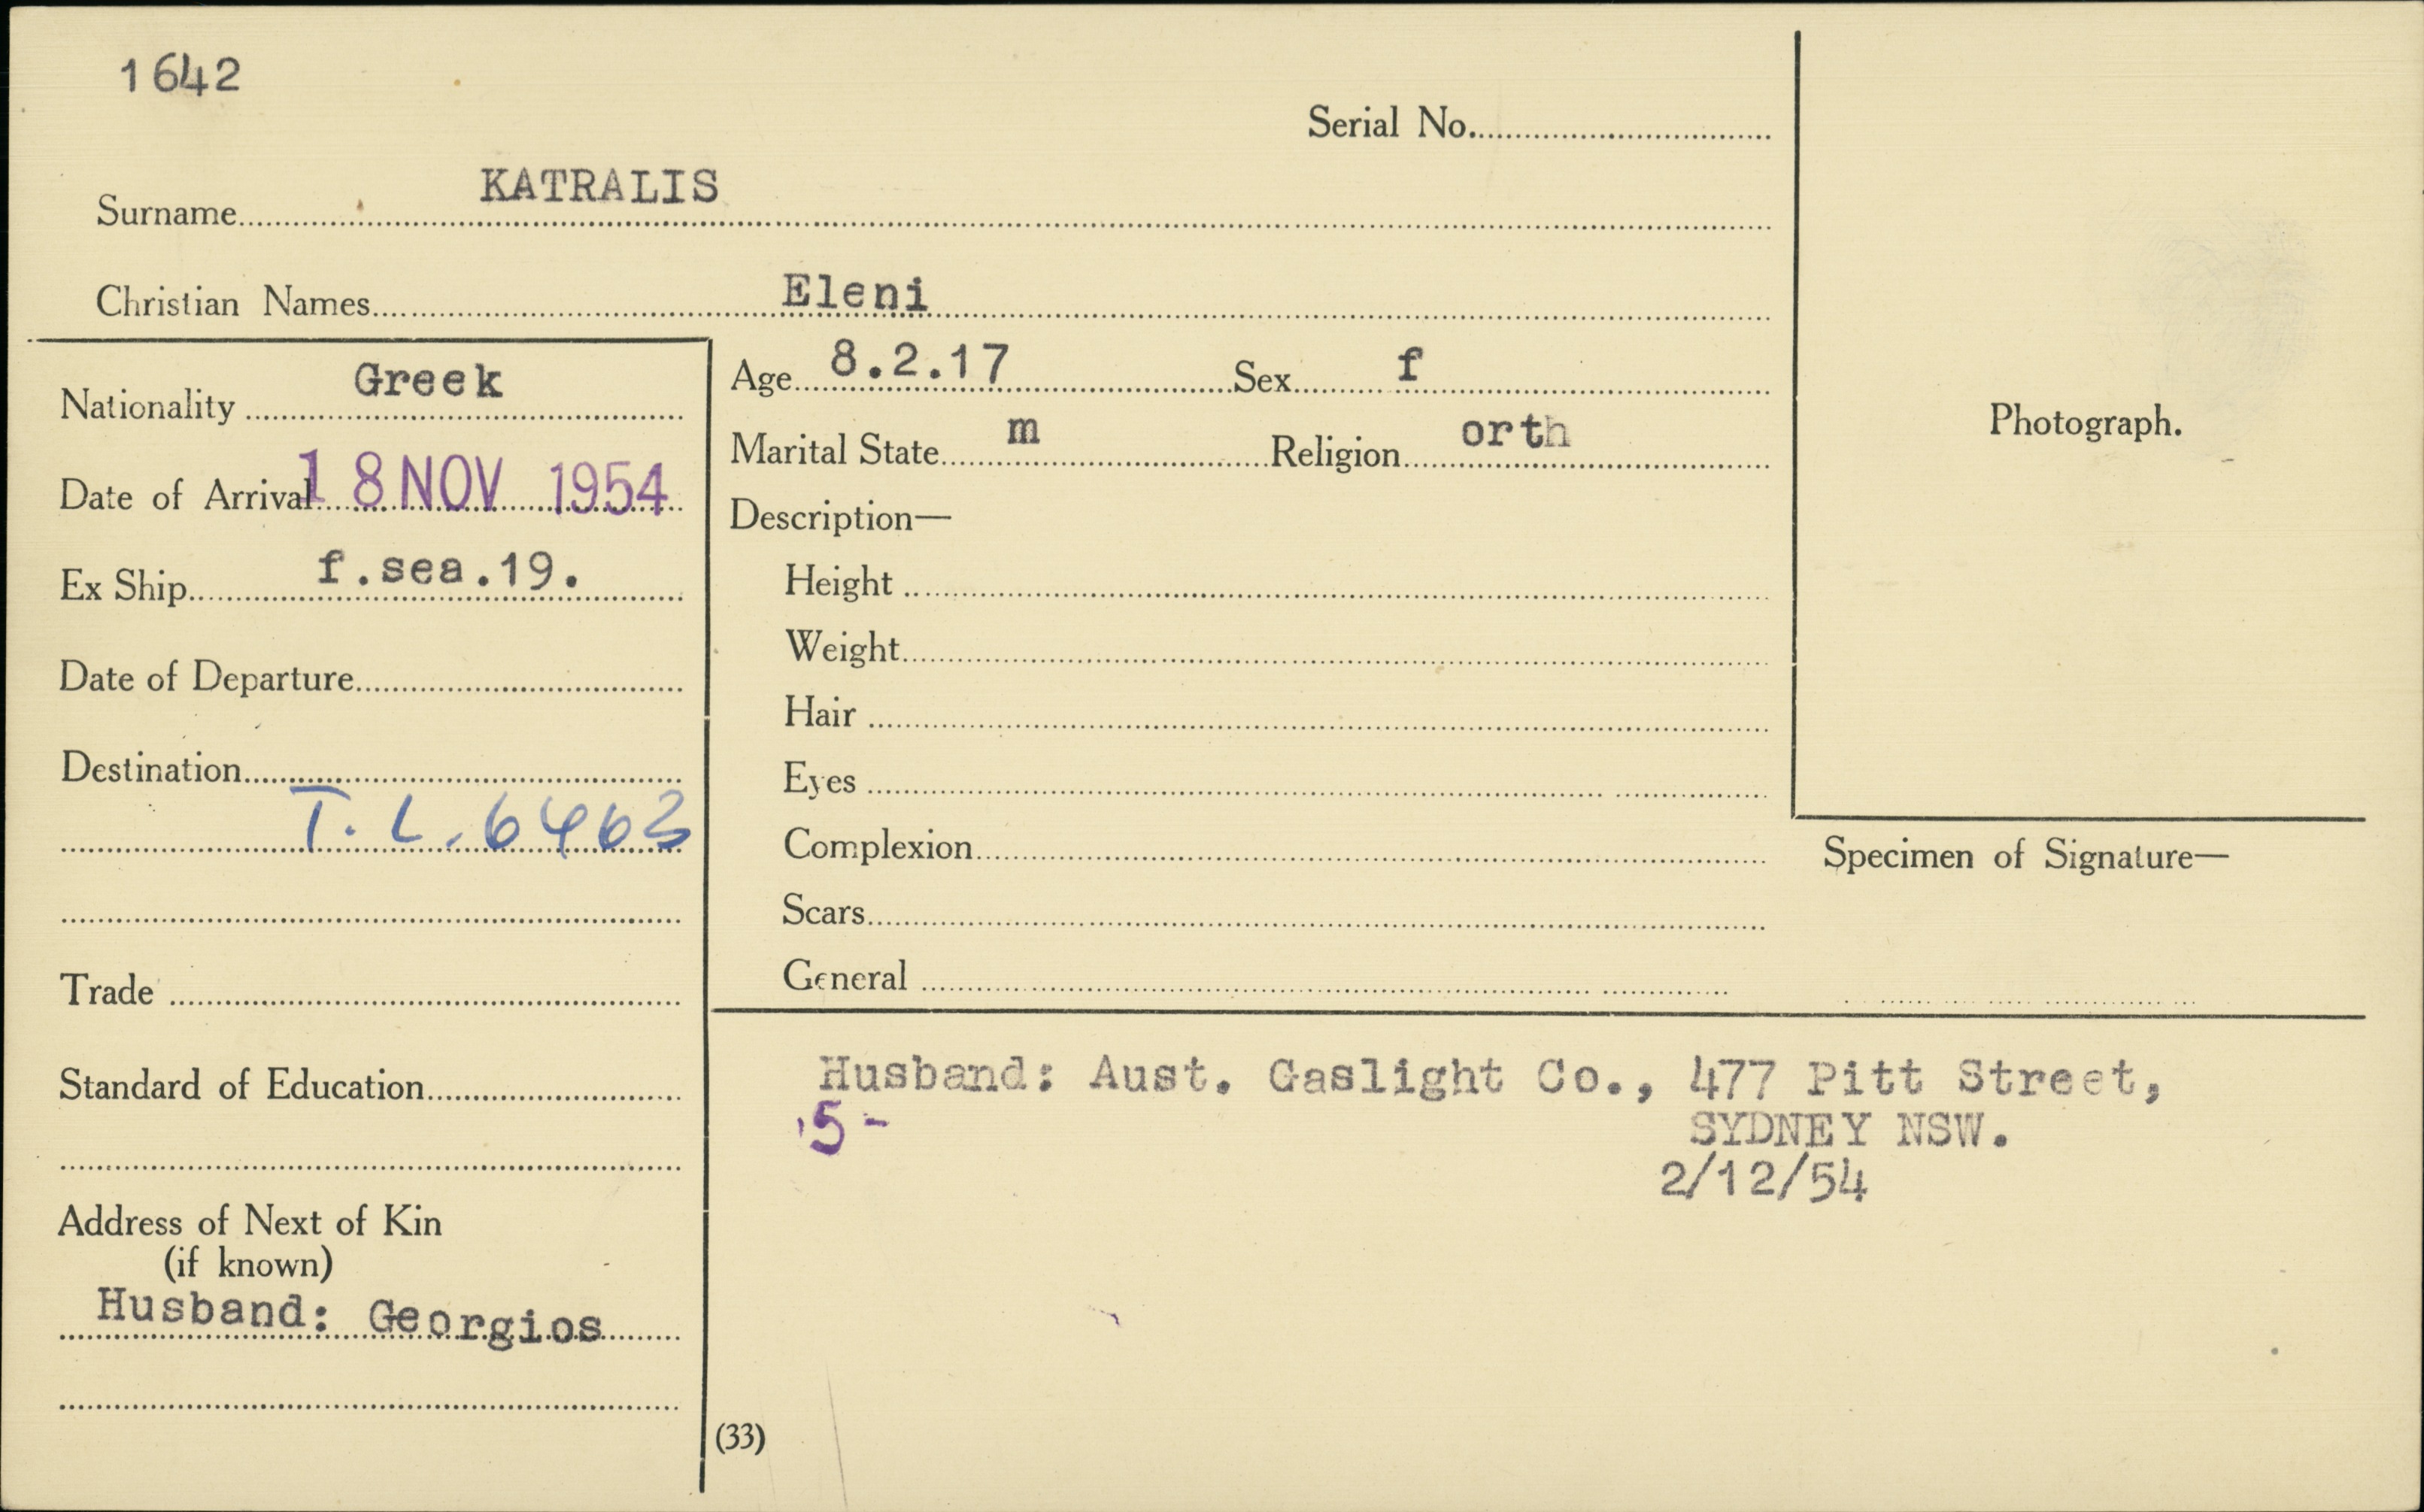 1642
Serial No.
Surname KATRALIS
Christian Names Eleni
Nationality Greek
Date of Arrival 18 NOV 1954
Ex Ship f.sea.19.
Date of Departure
Destination
T.L. 6463
Trade
Standard of Education
Address of Next of Kin
(if known)
Husband: Georgios
Age 8.2.17 Sex f
Marital State m Religion orth
Description—
Height
Weight
Hair
Eyes
Complexion
Scars
General
Photograph.
Specimen of Signature—
Husband: Aust. Gaslight Co., 477 Pitt Street,
SYDNEY NSW.
2/12/54
(33)